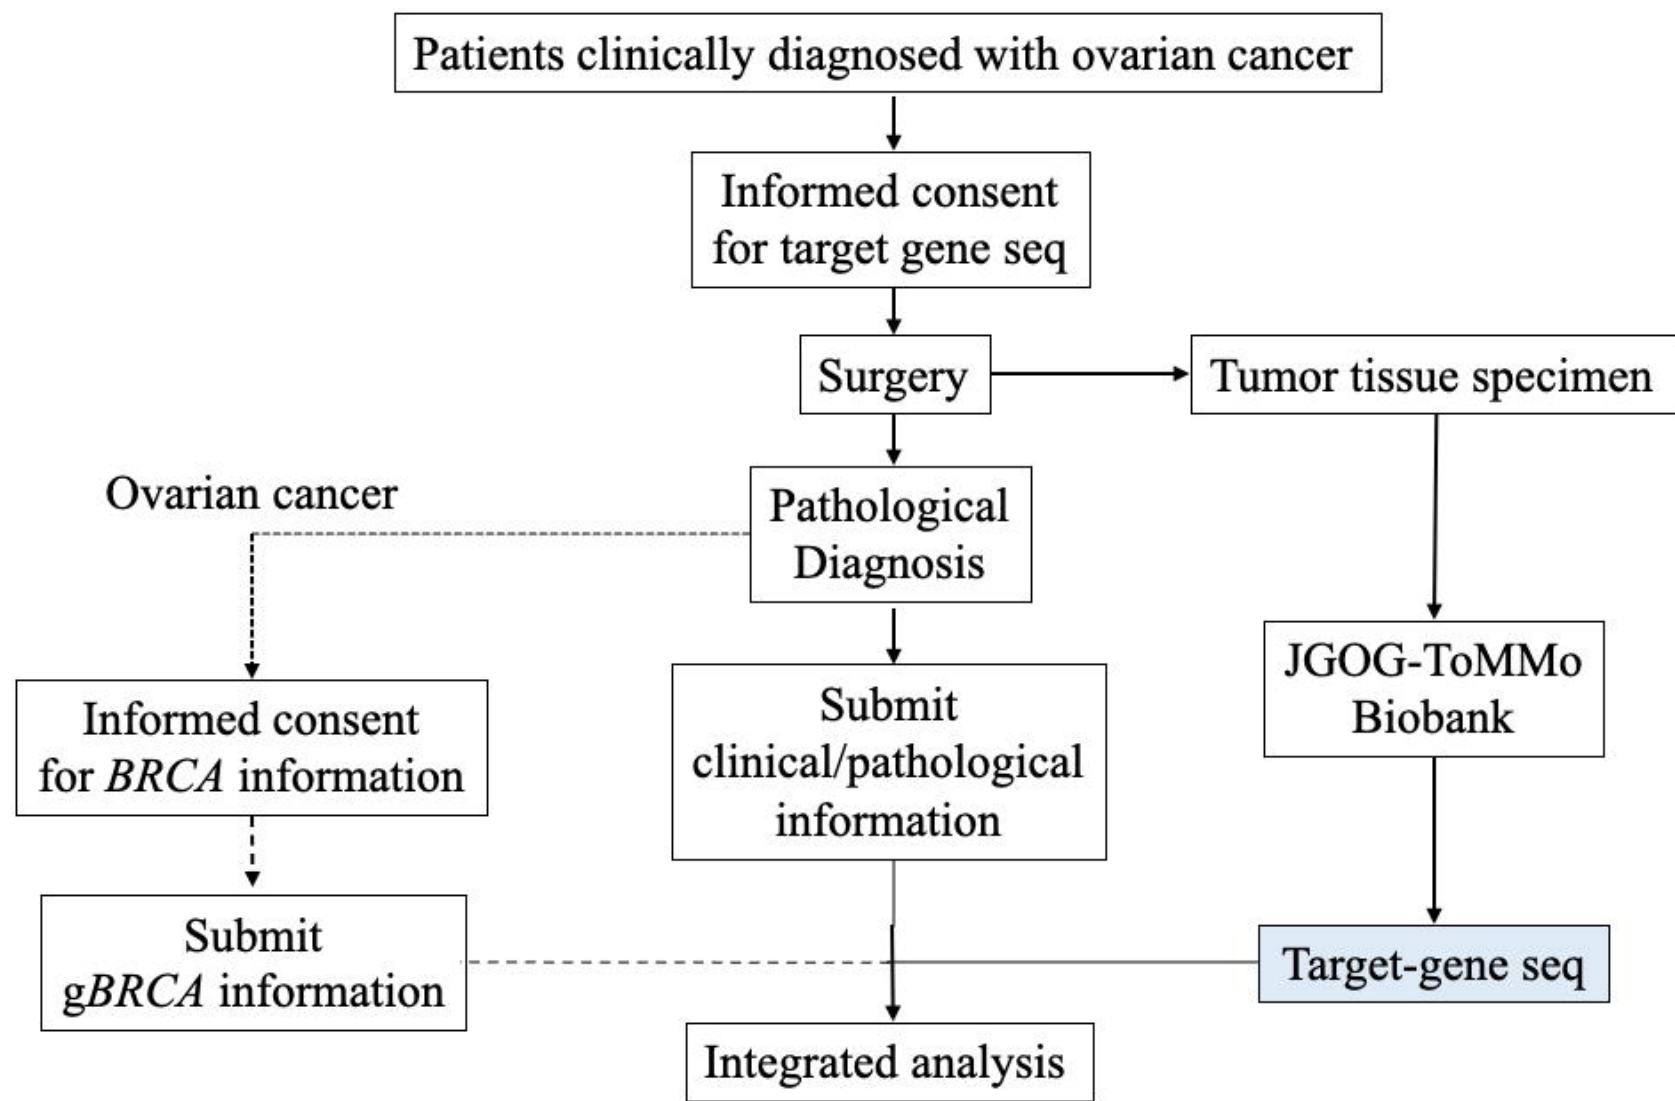 Patients clinically diagnosed with ovarian cancer
Informed consent
for target gene seq
Surgery
Tumor tissue specimen
Ovarian cancer
Pathological
Diagnosis
JGOG-ToMMo
Biobank
Informed consent
for BRCA information
Submit
clinical/pathological
information
Submit
gBRCA information
Target-gene seq
Integrated analysis